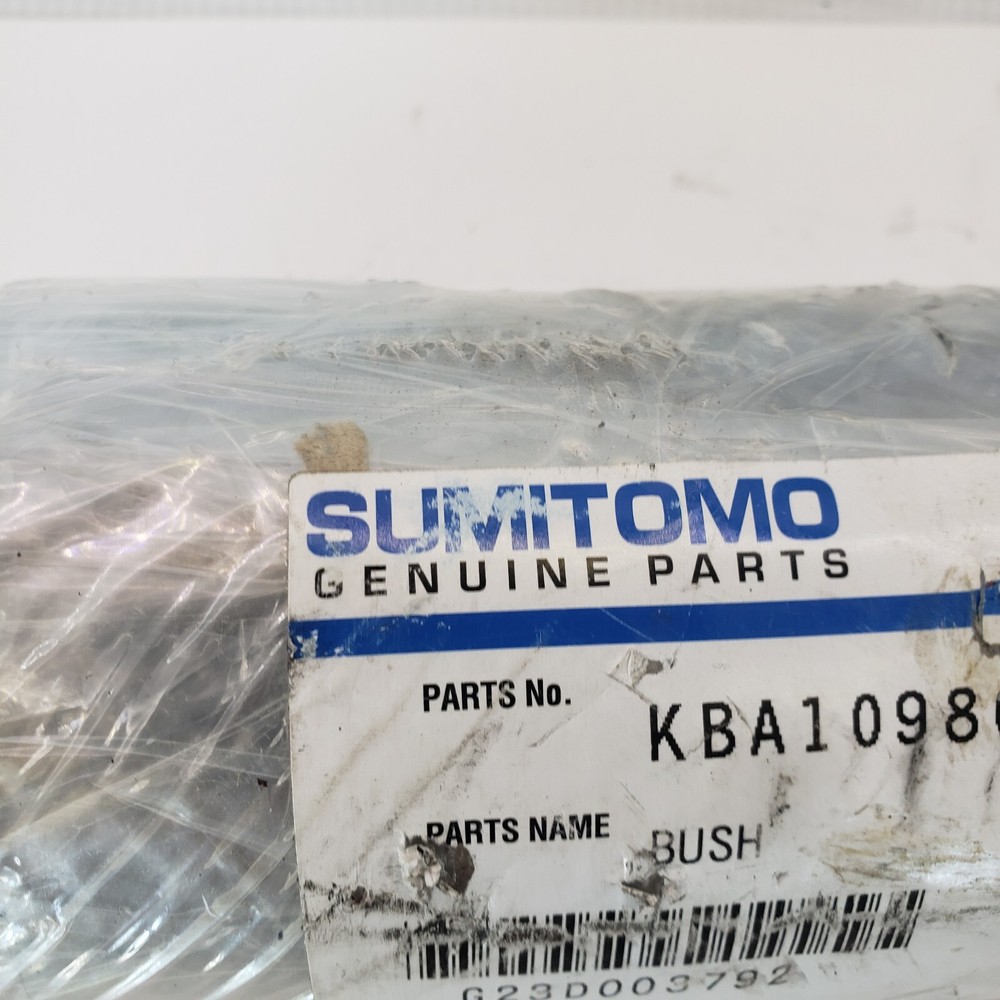 SUMITOMO
GENUINE PARTS
PARTS No.
KBA1098
PARTS NAME
BUSH
G23D003792